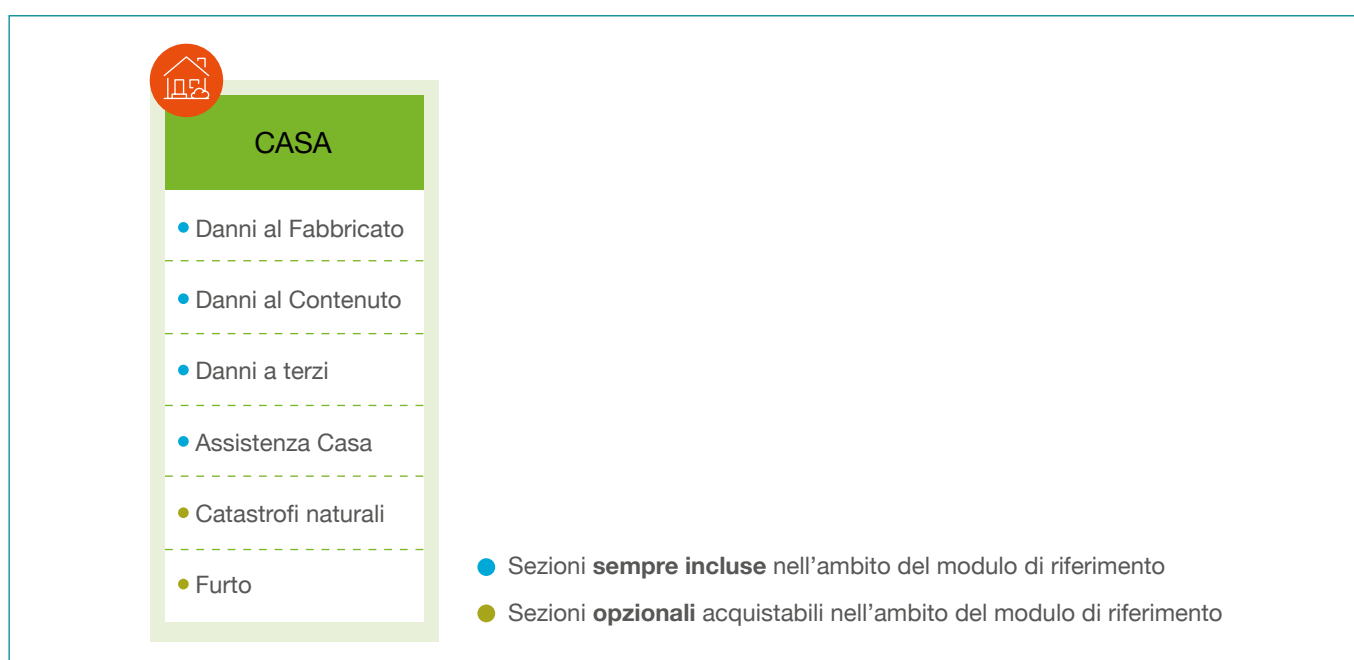 CASA
Danni al Fabbricato
Danni al Contenuto
Danni a terzi
Assistenza Casa
Catastrofi naturali
Furto
Sezioni sempre incluse nell’ambito del modulo di riferimento
Sezioni opzionali acquistabili nell’ambito del modulo di riferimento